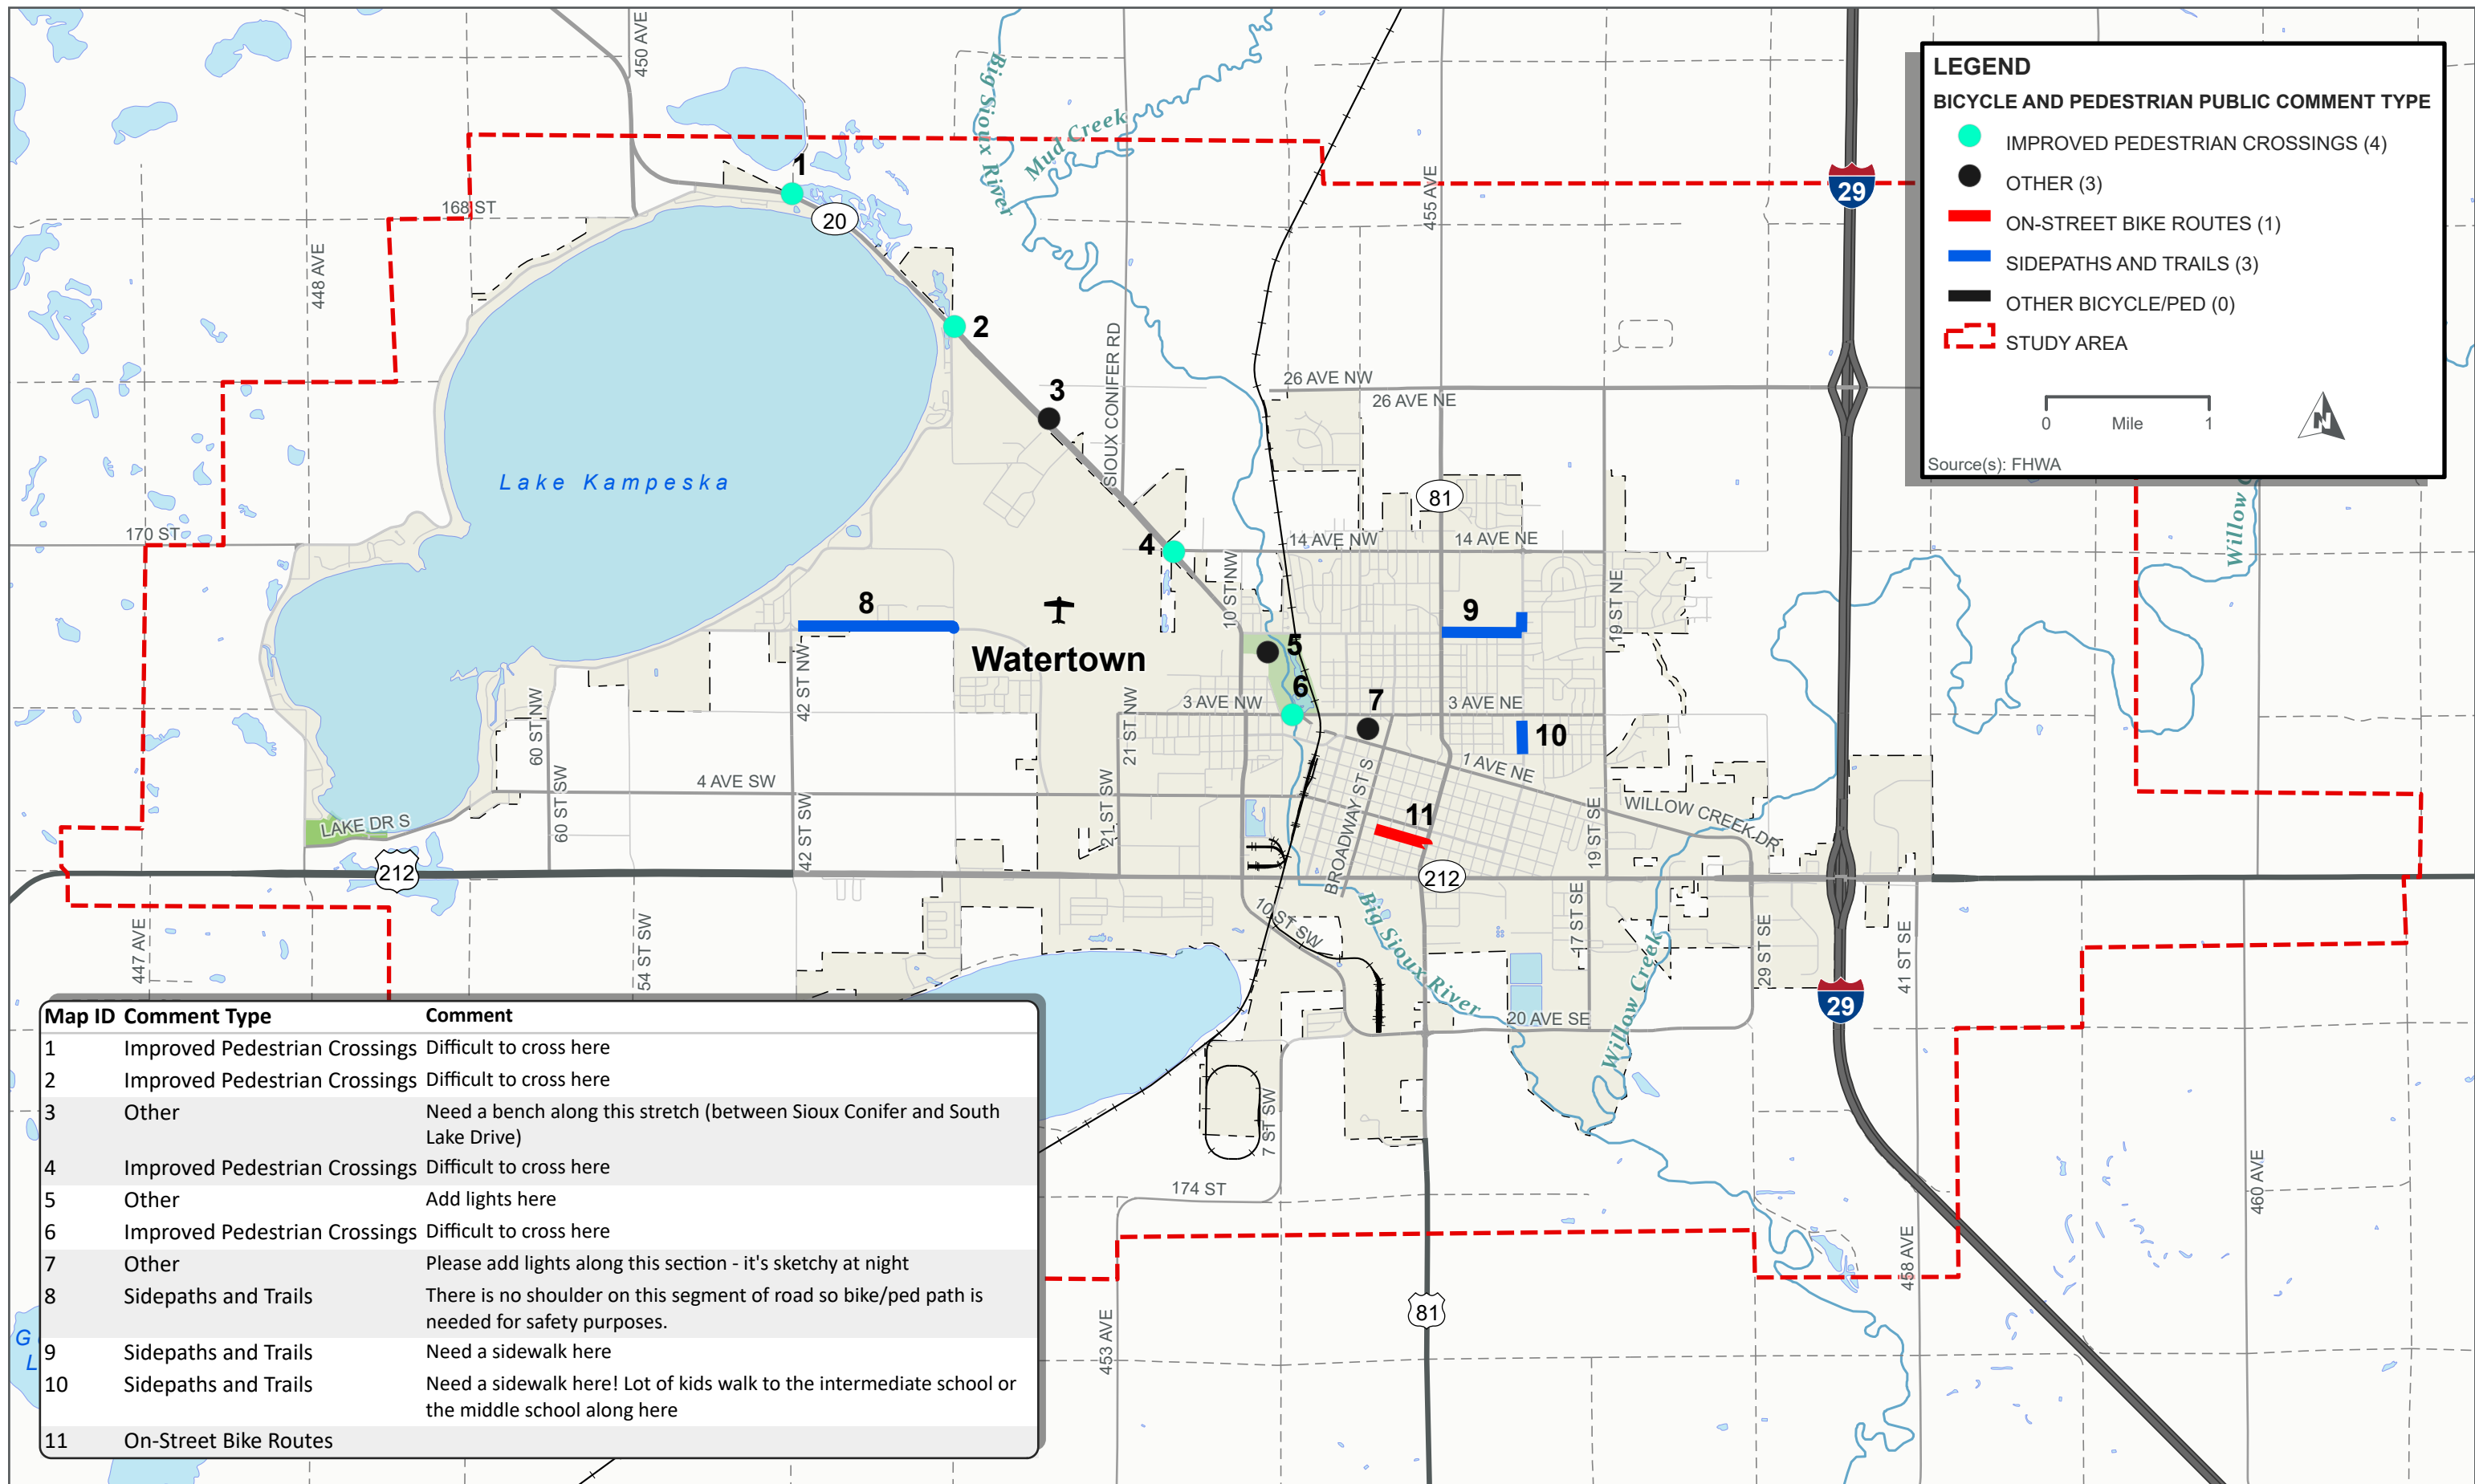 450 AVE
Big Sioux River
Mud Creek
455 AVE
29
LEGEND
BICYCLE AND PEDESTRIAN PUBLIC COMMENT TYPE
IMPROVED PEDESTRIAN CROSSINGS (4)
OTHER (3)
ON-STREET BIKE ROUTES (1)
SIDEPATHS AND TRAILS (3)
OTHER BICYCLE/PED (0)
STUDY AREA
0 Mile 1
N
Source(s): FHWA
1
20
168 ST
448 AVE
2
3
SIOUX CONIFER RD
26 AVE NW
26 AVE NE
Lake Kampeska
81
Willow
170 ST
4
14 AVE NW
14 AVE NE
10 ST NW
19 ST NE
8
9
5
Watertown
6
7
42 ST NW
60 ST NW
21 ST NW
3 AVE NW
3 AVE NE
10
1 AVE NE
4 AVE SW
60 ST SW
42 ST SW
21 ST SW
BROADWAY ST S
11
19 ST SE
WILLOW CREEK DR
LAKE DR S
212
212
10 ST SW
Big Sioux River
17 ST SE
Willow Creek
29 ST SE
41 ST SE
447 AVE
54 ST SW
29
20 AVE SE
7 ST SW
174 ST
453 AVE
81
458 AVE
460 AVE
G
L
Map ID Comment Type Comment
1 Improved Pedestrian Crossings Difficult to cross here
2 Improved Pedestrian Crossings Difficult to cross here
3 Other Need a bench along this stretch (between Sioux Conifer and South
Lake Drive)
4 Improved Pedestrian Crossings Difficult to cross here
5 Other Add lights here
6 Improved Pedestrian Crossings Difficult to cross here
7 Other Please add lights along this section - it's sketchy at night
8 Sidepaths and Trails There is no shoulder on this segment of road so bike/ped path is
needed for safety purposes.
9 Sidepaths and Trails Need a sidewalk here
10 Sidepaths and Trails Need a sidewalk here! Lot of kids walk to the intermediate school or
the middle school along here
11 On-Street Bike Routes